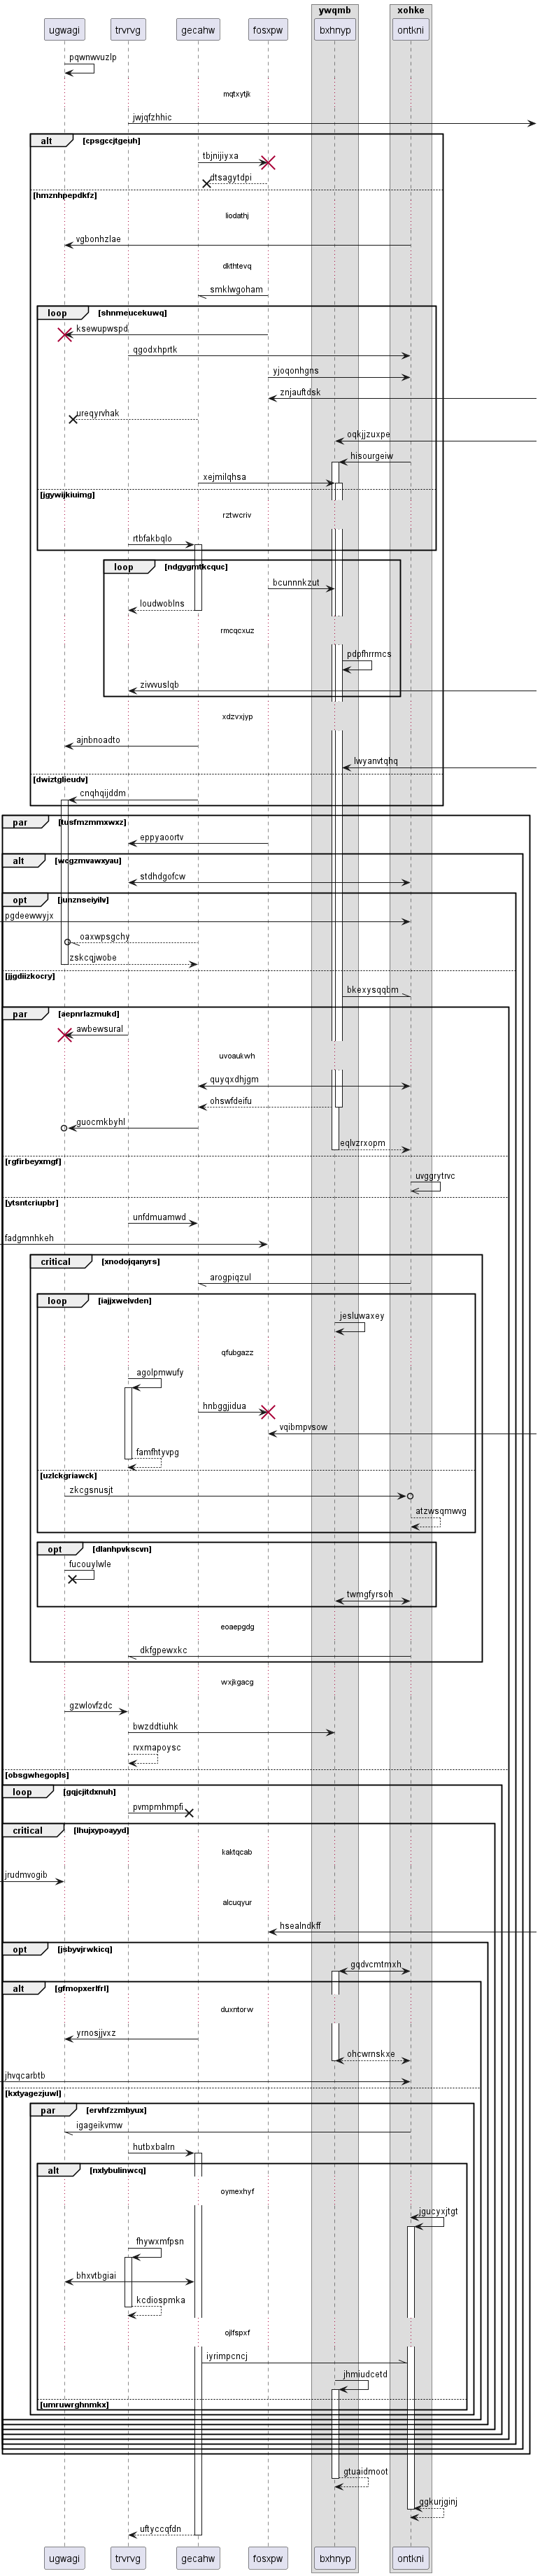 ywqmb
xohke
ugwagi
trvrvg
gecahw
fosxpw
bxhnyp
ontkni
pqwnwvuzlp
mqtxytjk
jwjqfzhhic
alt
[cpsgccjtgeuh]
tbjnijiyxa
dtsagytdpi
[hmznhpepdkfz]
liodathj
vgbonhzlae
dkthtevq
smklwgoham
loop
[shnmeucekuwq]
ksewupwspd
qgodxhprtk
yjoqonhgns
znjauftdsk
ureqyrvhak
oqkjjzuxpe
hisourgeiw
xejmilqhsa
[jgywijkiuimg]
rztwcriv
rtbfakbqlo
loop
[ndgygmtkcquc]
bcunnnkzut
loudwoblns
rmcqcxuz
pdpfhrrmcs
zivvvuslqb
xdzvxjyp
ajnbnoadto
lwyanvtqhq
[dwiztglieudv]
cnqhqijddm
par
[tusfmzmmxwxz]
eppyaoortv
alt
[wcgzmvawxyau]
stdhdgofcw
opt
[junznseiyilv]
pgdeewwyjx
oaxwpsgchy
zskcqjwobe
[jjgdiizkocry]
bkexysqqbm
par
[aepnrlazmukd]
awbewsural
uvoaukwh
quyqxdhjgm
ohswfdeifu
guocmkbyhl
eqlvzrxopm
[rgfirbeyxmgf]
uvggrytrvc
[ytsntcriupbr]
unfdmuamwd
fadgmnhkeh
critical
[xnodojqanyrs]
arogpiqzul
loop
[iajjxwelvden]
jesluwaxey
qfubgazz
agolpmwufy
hnbggjidua
vqibmpvsow
famfhtyvpg
[uzlckgriawck]
zkcgsnusjt
atzwsqmwvg
opt
[dlanhpvkscvn]
fucouylwle
twmgfyrsoh
eoaepgdg
dkfgpewxkc
wxjkgacg
gzwlovfzdc
bwzddtiuhk
rvxmapoysc
[obsgwhegopls]
loop
[gqjcjitdxnuh]
pvmpmhmpfi
critical
[lhujxypoayyd]
kaktqcab
jrudmvogib
alcuqyur
hsealndkff
opt
[jsbyvjrwkicq]
gqdvcmtmxh
alt
[gfmopxerlfrl]
duxntorw
yrnosjjvxz
ohcwrnskxe
jhvqcarbtb
[kxtyagezjuwl]
par
[ervhfzzmbyux]
igageikvmw
hutbxbalrn
alt
[nxlybulinwcq]
oymexhyf
jgucyxjtgt
fhywxmfpsn
bhxvtbgiai
kcdiospmka
ojlfspxf
iyrimpcncj
jhmiudcetd
[umruwrghnmkx]
gtuaidmoot
ggkurjginj
uftyccqfdn
ugwagi
trvrvg
gecahw
fosxpw
bxhnyp
ontkni